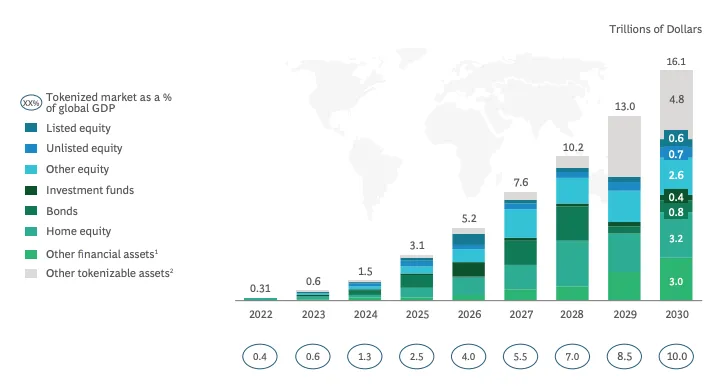 Trillions of Dollars
XX% Tokenized market as a %
of global GDP
Listed equity
Unlisted equity
Other equity
Investment funds
Bonds
Home equity
Other financial assets¹
Other tokenizable assets²
0.31
0.6
1.5
3.1
5.2
7.6
10.2
13.0
16.1
4.8
0.6
0.7
2.6
0.4
0.8
3.2
3.0
2022 2023 2024 2025 2026 2027 2028 2029 2030
0.4 0.6 1.3 2.5 4.0 5.5 7.0 8.5 10.0